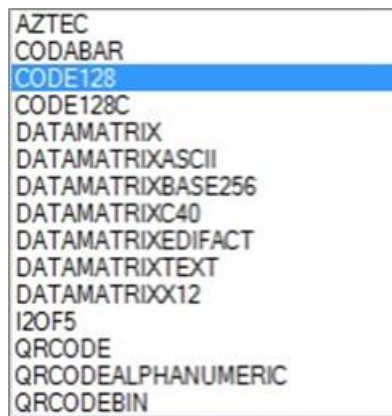 AZTEC
CODABAR
CODE128
CODE128C
DATAMATRIX
DATAMATRIXASCII
DATAMATRIXBASE256
DATAMATRIXC40
DATAMATRIXEDIFACT
DATAMATRIXTEXT
DATAMATRIXX12
I2OF5
QRCODE
QRCODEALPHANUMERIC
QRCODEBIN